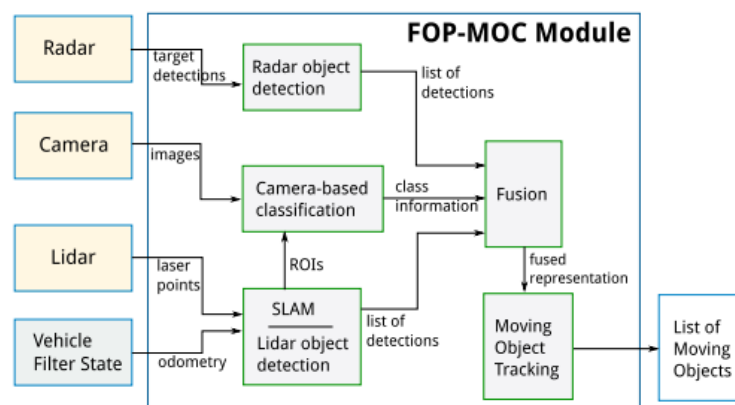 FOP-MOC Module
Radar
target
detections
Radar object
detection
list of
detections
Camera
images
Camera-based
classification
class
information
Fusion
Lidar
laser
points
ROIs
fused
representation
SLAM
Lidar object
detection
list of
detections
Vehicle
Filter State
odometry
Moving
Object
Tracking
List of
Moving
Objects